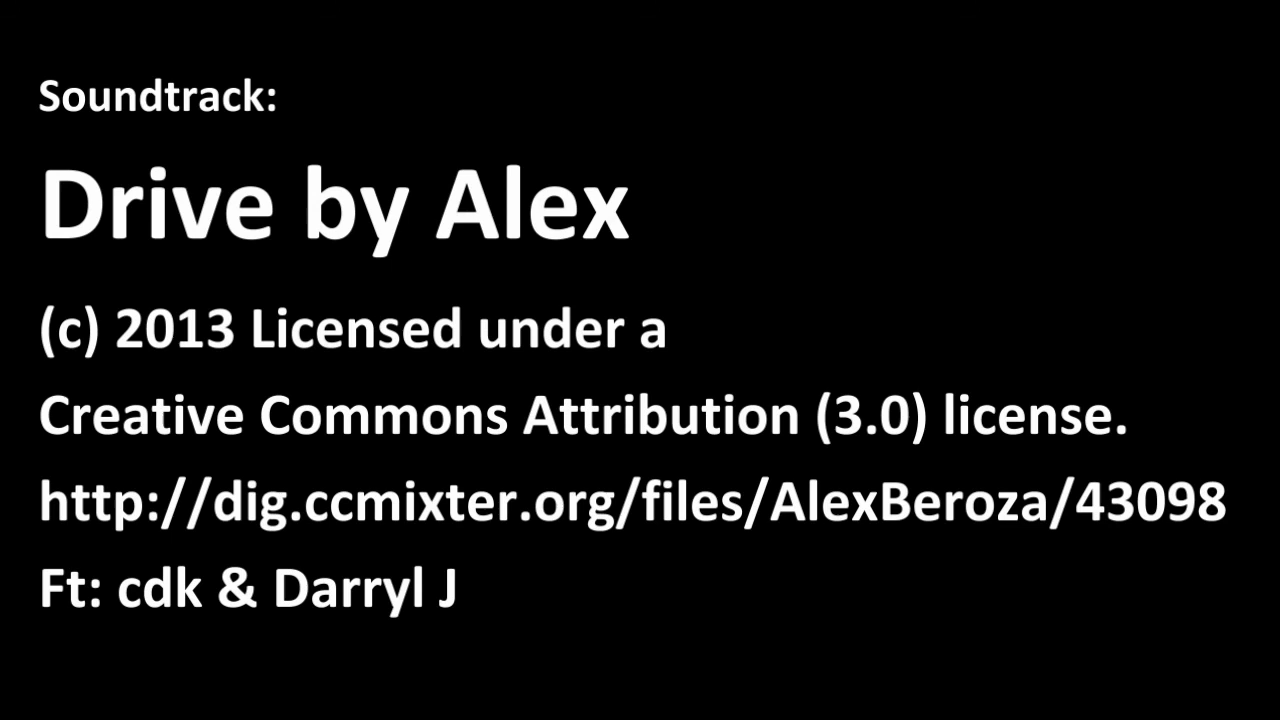 Soundtrack:
Drive by Alex
(c) 2013 Licensed under a
Creative Commons Attribution (3.0) license.
http://dig.ccmixter.org/files/AlexBeroza/43098
Ft: cdk & Darryl J